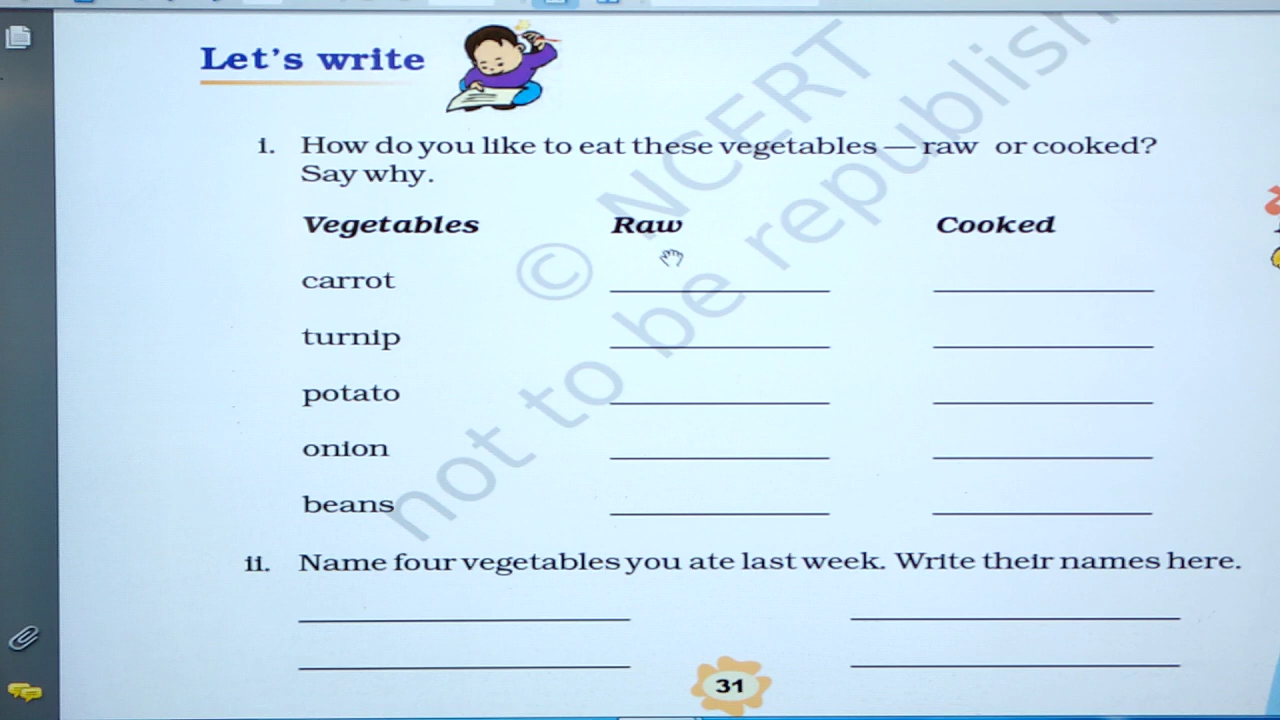 Let's write
i. How do you like to eat these vegetables — raw or cooked?
Say why.
Vegetables Raw Cooked
carrot
turnip
potato
onion
beans
ii. Name four vegetables you ate last week. Write their names here.
31
© NCERT
not to be republish